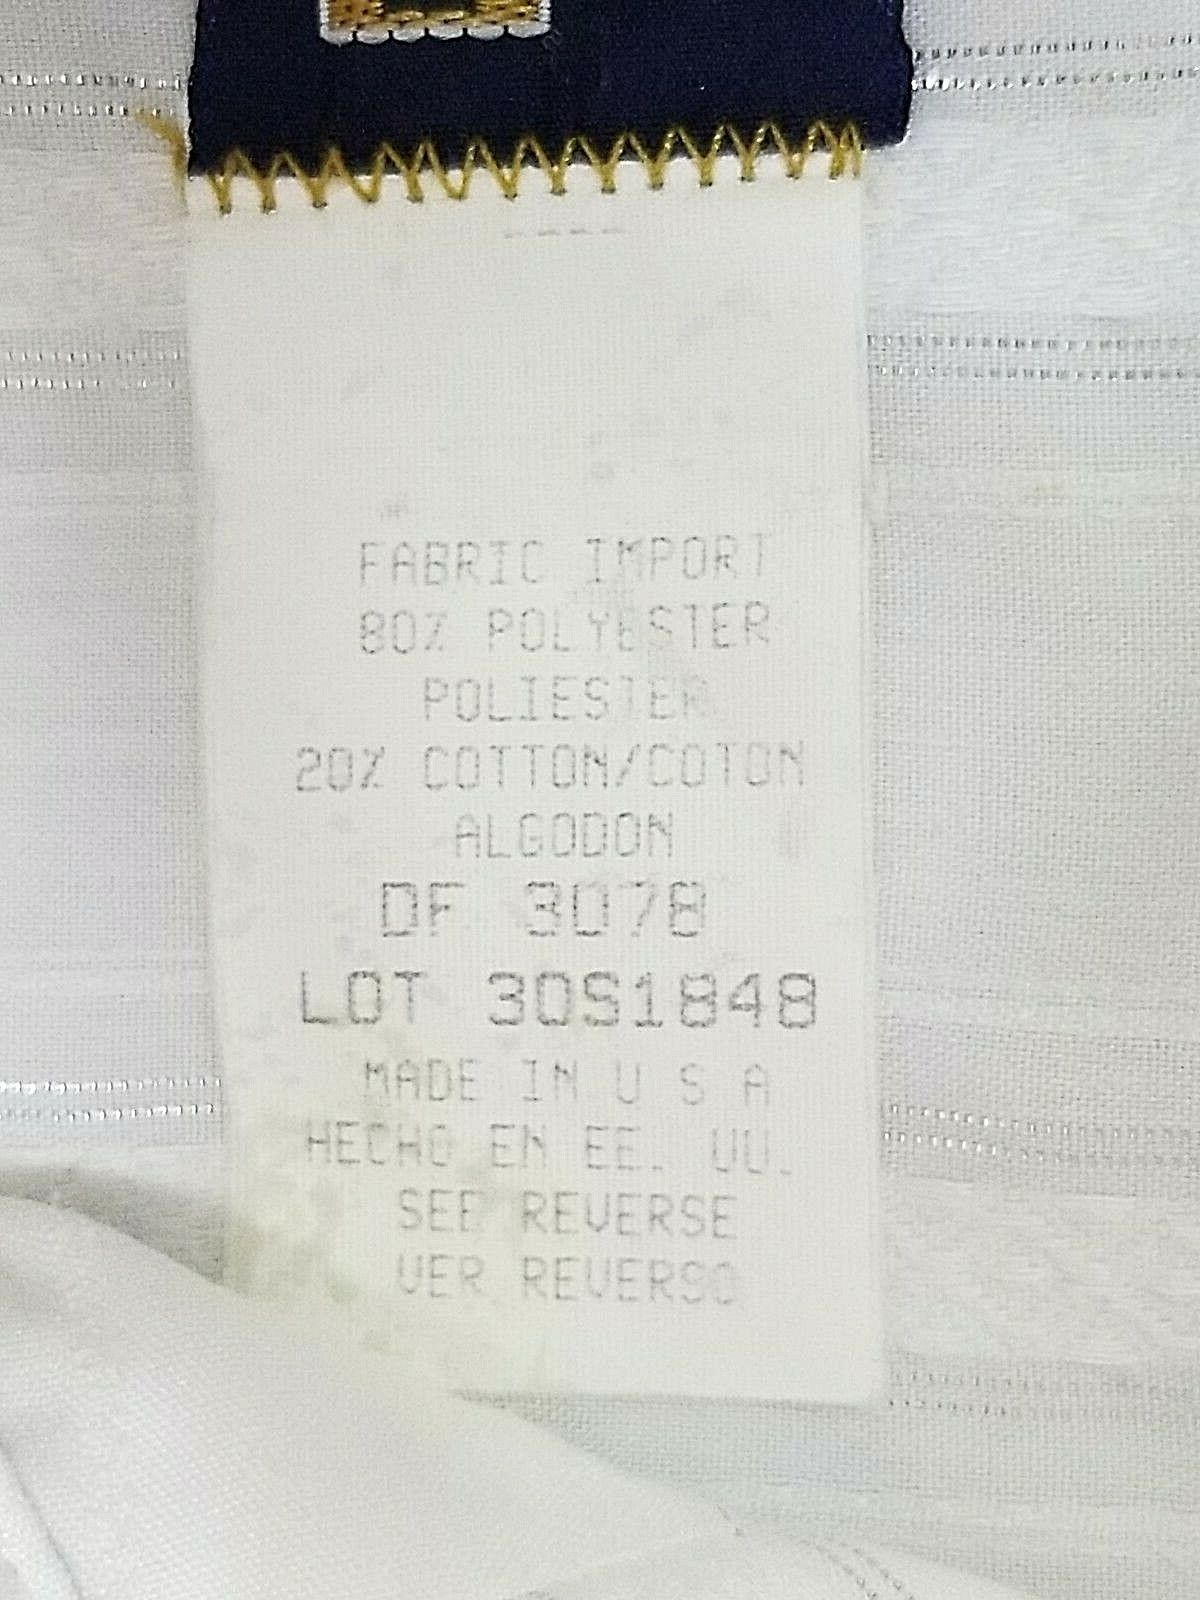 FABRIC IMPORT
80% POLYESTER
POLIESTER
20% COTTON/COTON
ALGODON
DF 3078
LOT 30S1848
MADE IN U S A
HECHO EN EE. UU.
SEE REVERSE
VER REVERSO